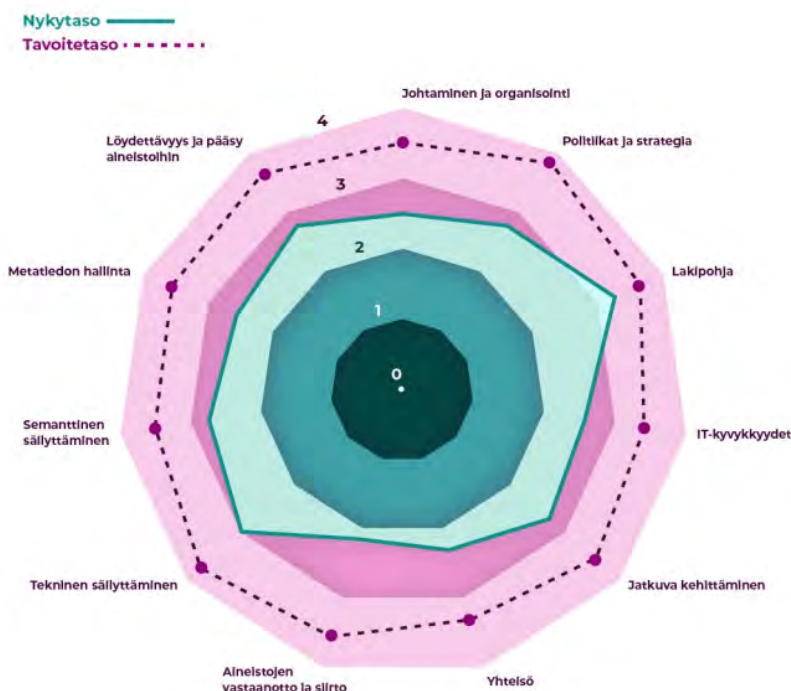 Nykytaso
Tavoitetaso
Johtaminen ja organisointi
4
Löydettävyys ja pääsy
aineistoihin
Politiikat ja strategia
3
2
Metatiedon hallinta
Lakipohja
1
0
Semanttinen
säilyttäminen
IT-kyvykkyydet
Tekninen säilyttäminen
Jatkuva kehittäminen
Aineistojen
vastaanotto ja siirto
Yhteisö